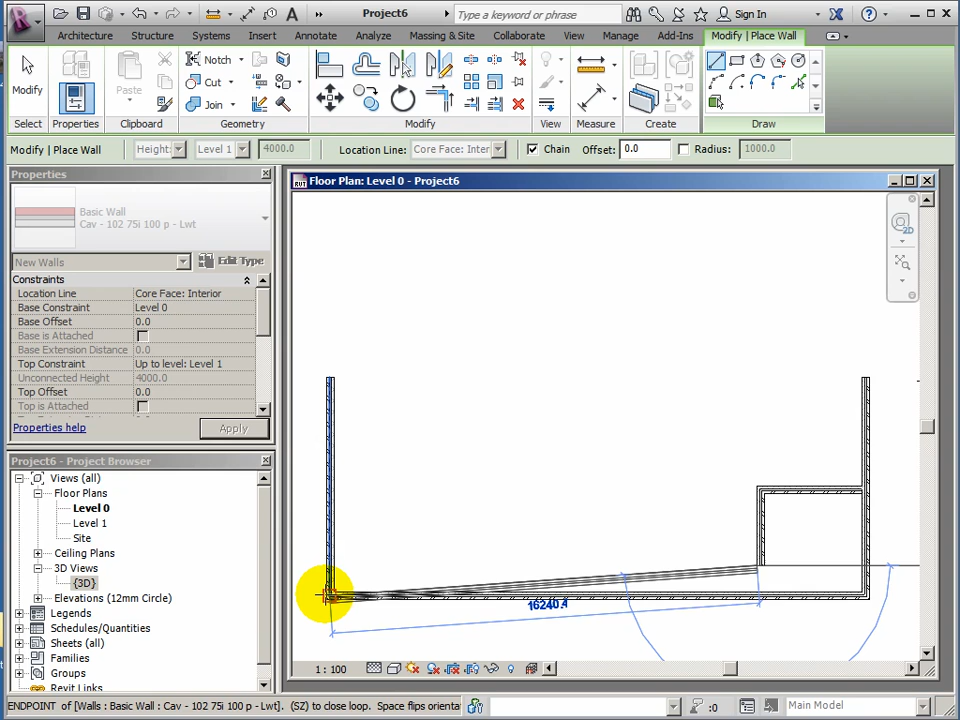 Project6
Type a keyword or phrase
Sign In
Architecture
Structure
Systems
Insert
Annotate
Analyze
Massing & Site
Collaborate
View
Manage
Add-Ins
Modify | Place Wall
Modify
Paste
Notch
Cut
Join
Select
Properties
Clipboard
Geometry
Modify
View
Measure
Create
Draw
Modify | Place Wall
Height:
Level 1
4000.0
Location Line:
Core Face: Inter
Chain
Offset:
0.0
Radius:
1000.0
Properties
Basic Wall
Cav - 102 75i 100 p - Lwt
New Walls
Edit Type
Constraints
Location Line Core Face: Interior
Base Constraint Level 0
Base Offset 0.0
Base is Attached
Base Extension Distance 0.0
Top Constraint Up to level: Level 1
Unconnected Height 4000.0
Top Offset 0.0
Top is Attached
Properties help
Apply
Project6 - Project Browser
Views (all)
Floor Plans
Level 0
Level 1
Site
Ceiling Plans
3D Views
{3D}
Elevations (12mm Circle)
Legends
Schedules/Quantities
Sheets (all)
Families
Groups
Revit Links
Floor Plan: Level 0 - Project6
2D
16240.4
1 : 100
ENDPOINT of [Walls : Basic Wall : Cav - 102 75i 100 p - Lwt]. (SZ) to close loop. Space flips orienta
:0
Main Model